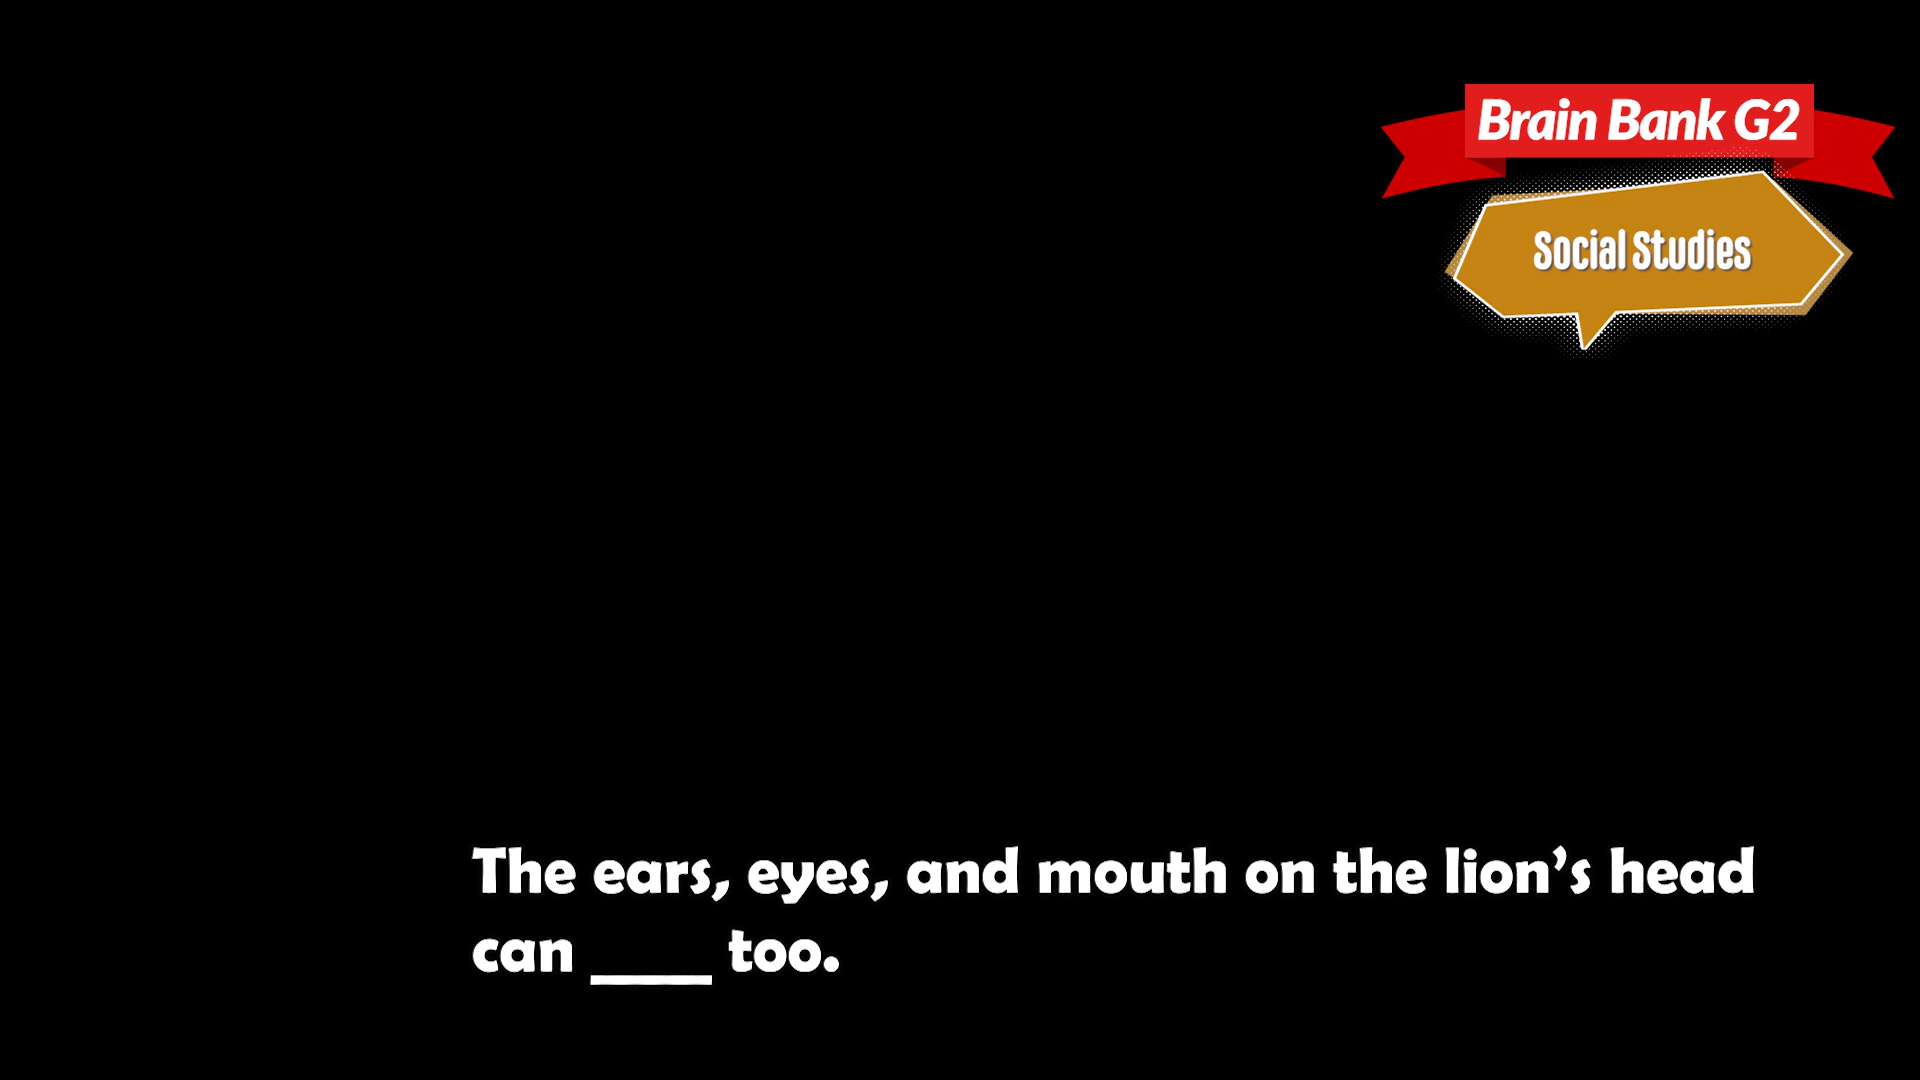 Brain Bank G2
Social Studies
The ears, eyes, and mouth on the lion’s head
can ____ too.